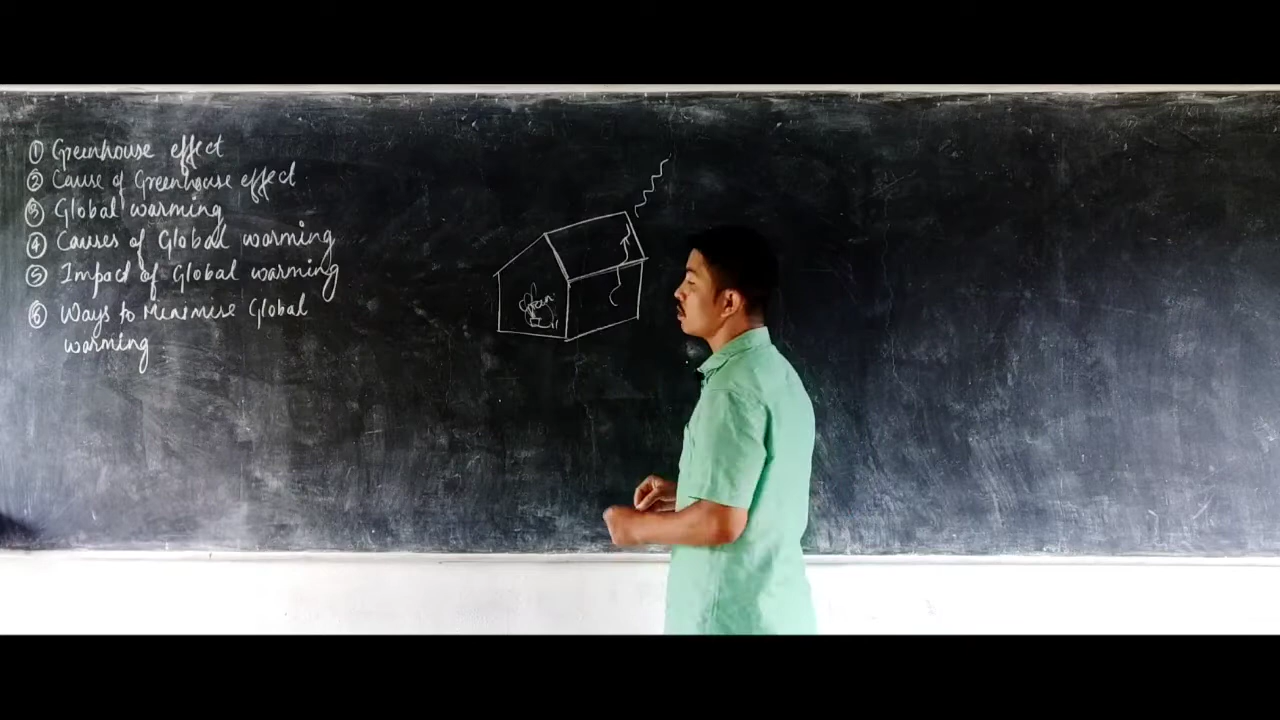 ① Greenhouse effect
② Cause of Greenhouse effect
③ Global warming
④ Causes of Global warming
⑤ Impact of Global warming
⑥ Ways to Minimise Global
warming
Green